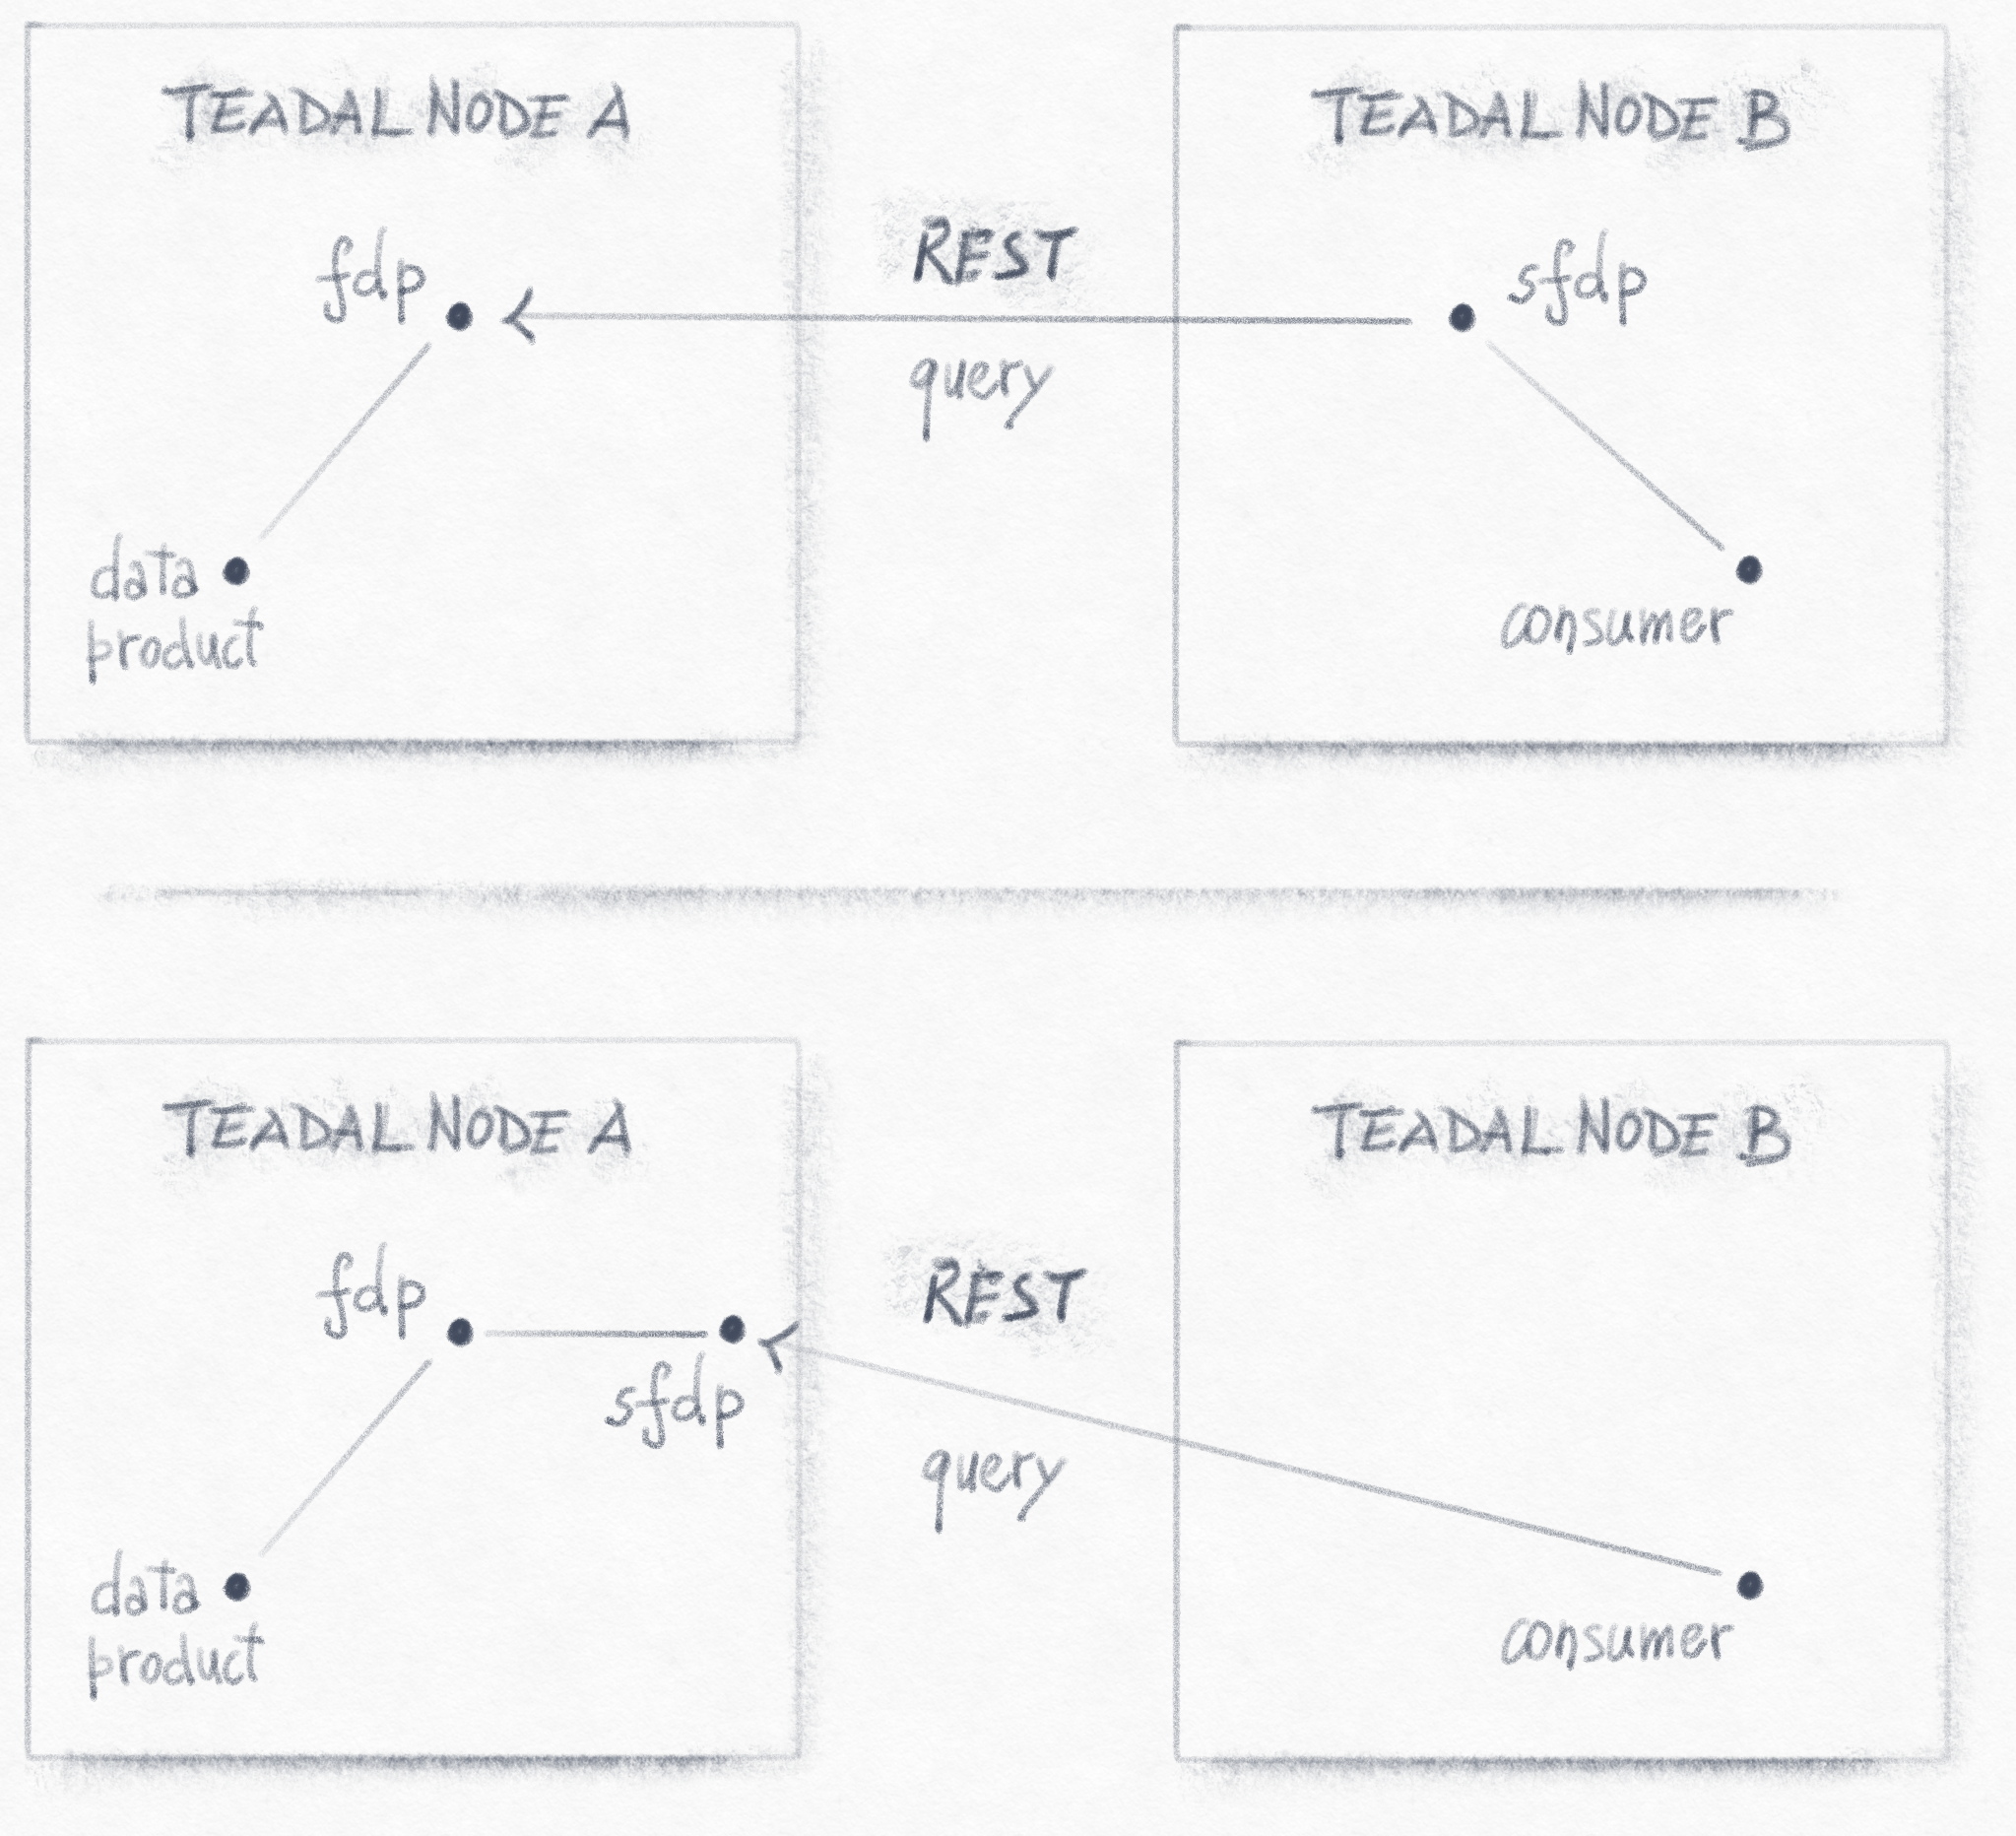 TEADAL NODE A
TEADAL NODE B
fdp
REST
sfdp
query
data
product
consumer
TEADAL NODE A
TEADAL NODE B
fdp
REST
sfdp
query
data
product
consumer